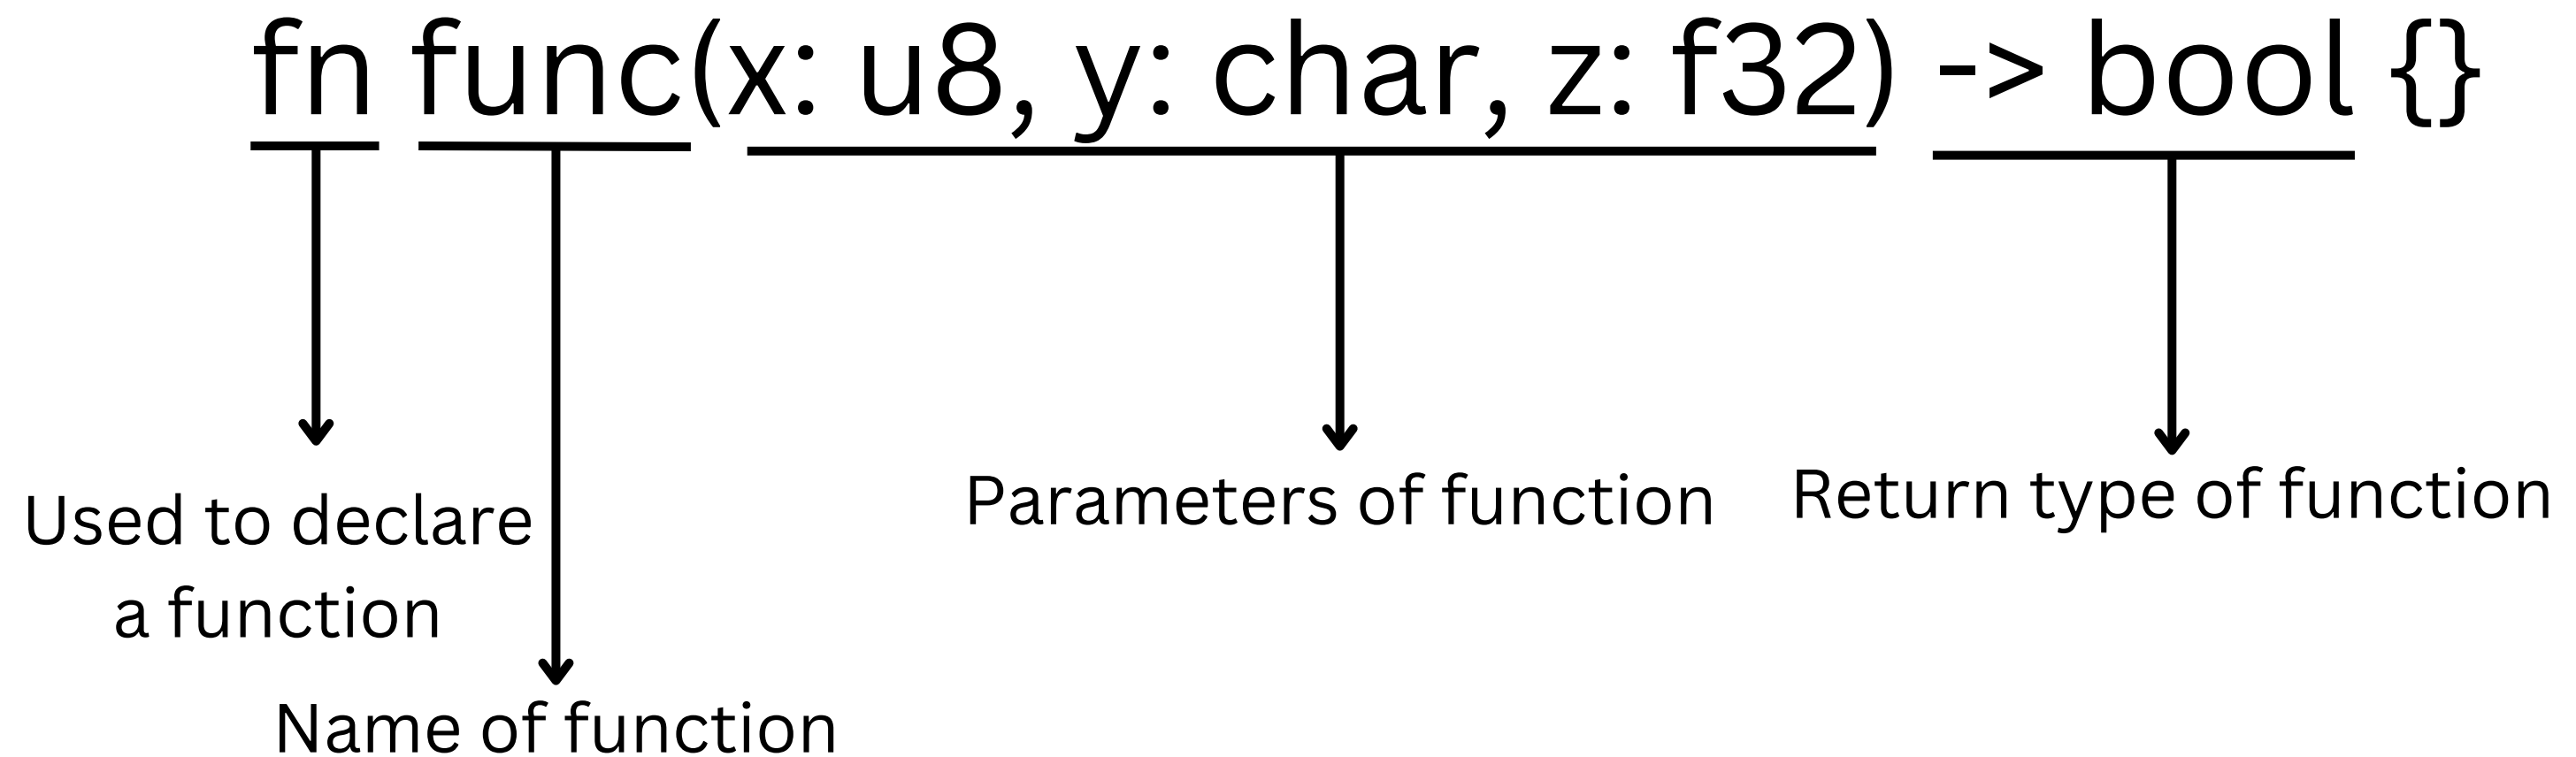 fn func(x: u8, y: char, z: f32) -> bool {}
Used to declare
a function
Name of function
Parameters of function
Return type of function